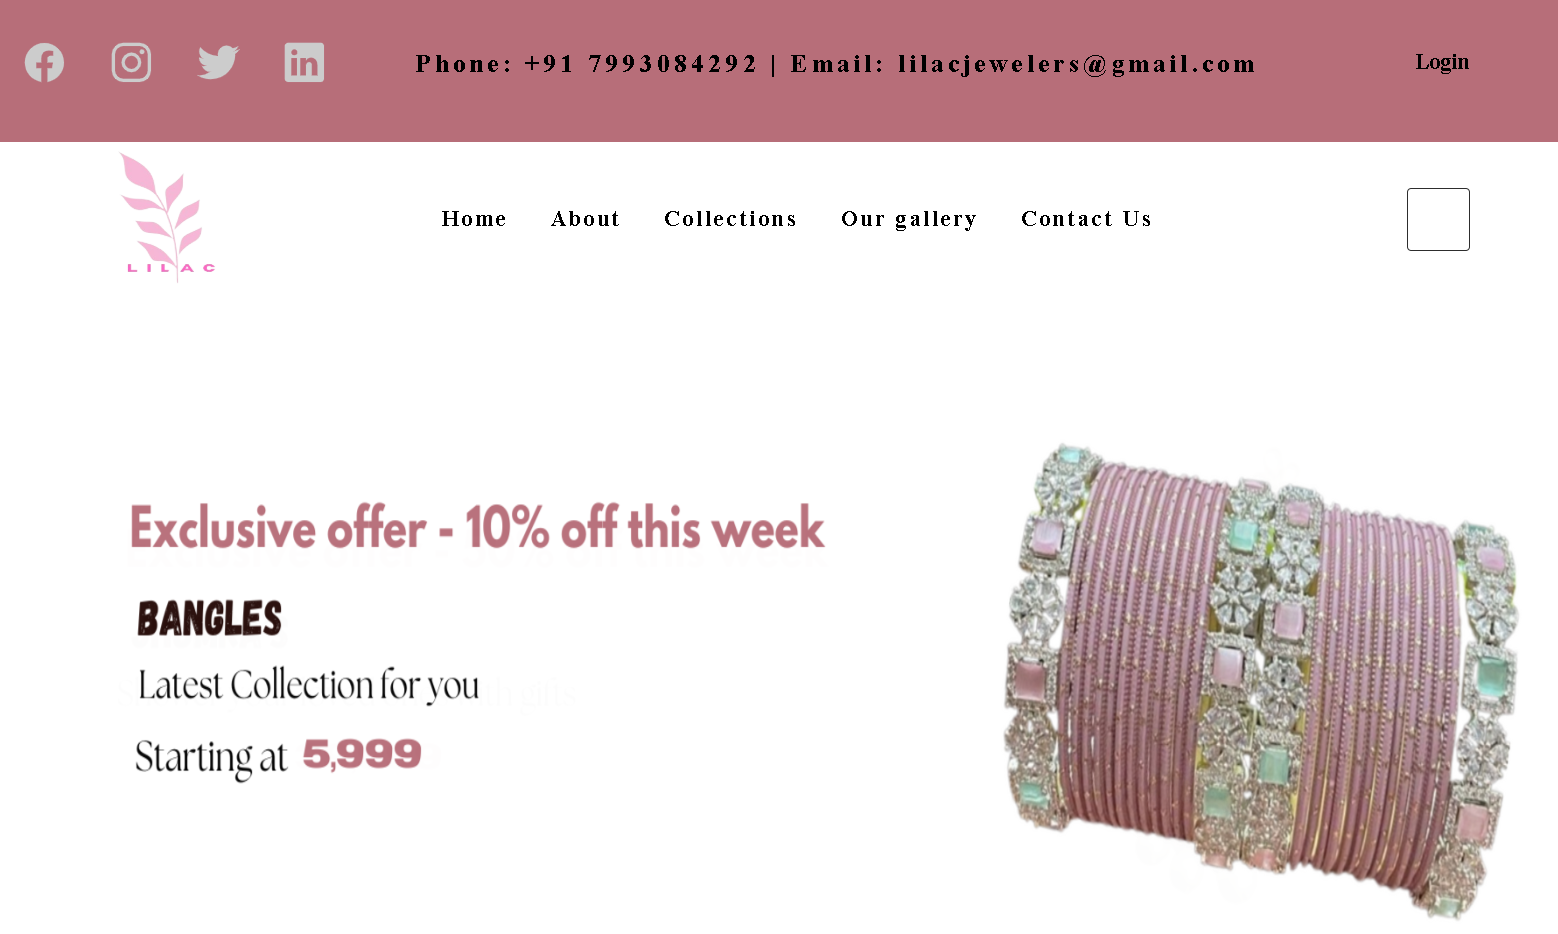 Phone: +91 7993084292 | Email: lilacjewelers@gmail.com
Login
LILAC
Home
About
Collections
Our gallery
Contact Us
Exclusive offer - 10% off this week
BANGLES
Latest Collection for you
Starting at 5,999